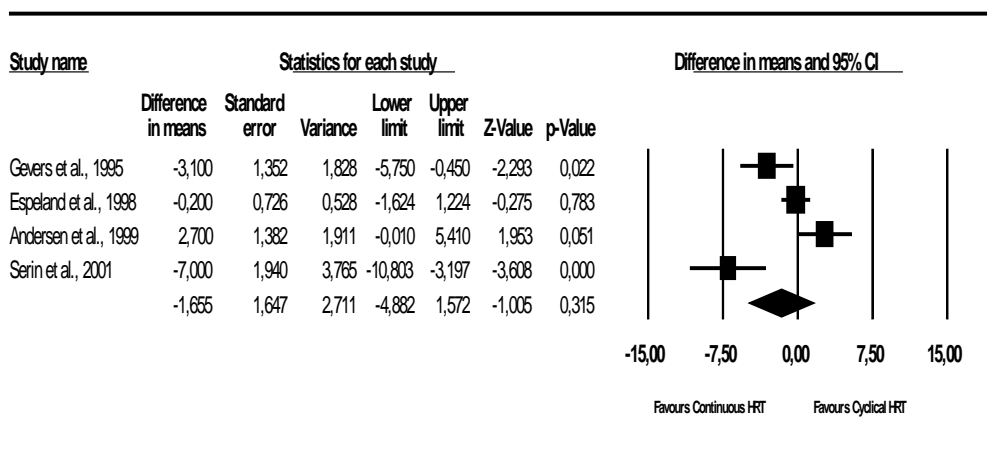 Study name Statistics for each study Difference in means and 95% CI
Difference Standard Lower Upper
in means error Variance limit limit Z-Value p-Value
Gevers et al., 1995 -3,100 1,352 1,828 -5,750 -0,450 -2,293 0,022
Espeland et al., 1998 -0,200 0,726 0,528 -1,624 1,224 -0,275 0,783
Andersen et al., 1999 2,700 1,382 1,911 -0,010 5,410 1,953 0,051
Serin et al., 2001 -7,000 1,940 3,765 -10,803 -3,197 -3,608 0,000
-1,655 1,647 2,711 -4,882 1,572 -1,005 0,315
-15,00 -7,50 0,00 7,50 15,00
Favours Continuous HRT Favours Cyclical HRT